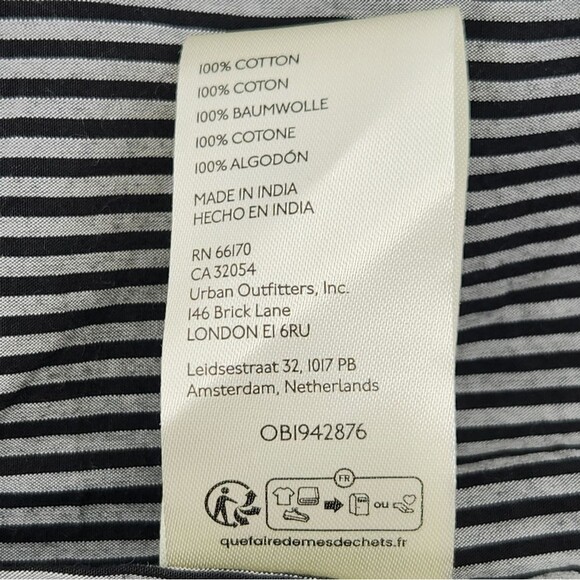 100% COTTON
100% COTON
100% BAUMWOLLE
100% COTONE
100% ALGODÓN
MADE IN INDIA
HECHO EN INDIA
RN 66170
CA 32054
Urban Outfitters, Inc.
146 Brick Lane
LONDON E1 6RU
Leidsestraat 32, 1017 PB
Amsterdam, Netherlands
OB1942876
FR
ou
quefairedemesdechets.fr